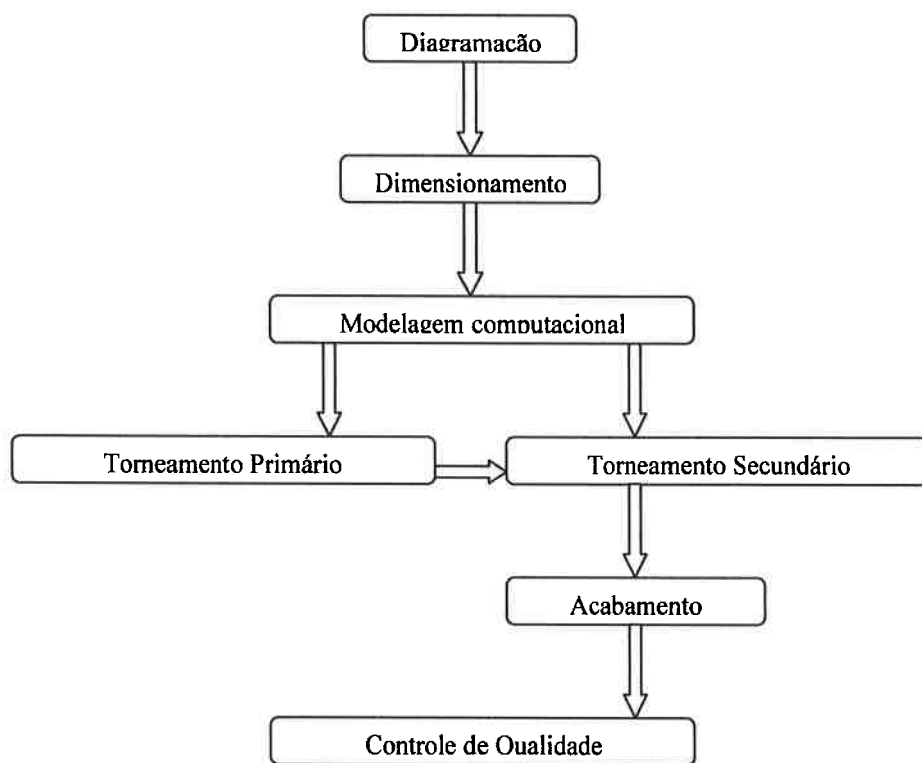 Diagramação
Dimensionamento
Modelagem computacional
Torneamento Primário
Torneamento Secundário
Acabamento
Controle de Qualidade